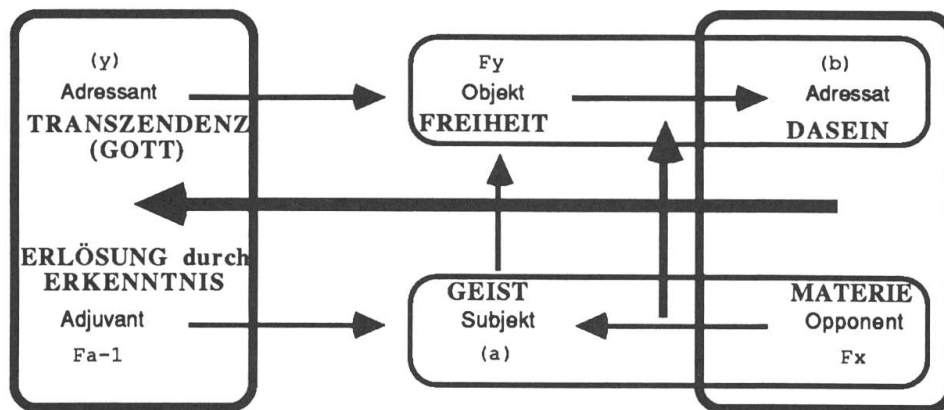 (y)
Adressant
TRANSZENDENZ
(GOTT)
Fy
Objekt
FREIHEIT
(b)
Adressat
DASEIN
ERLÖSUNG durch
ERKENNTNIS
Adjuvant
Fa-1
GEIST
Subjekt
(a)
MATERIE
Opponent
Fx